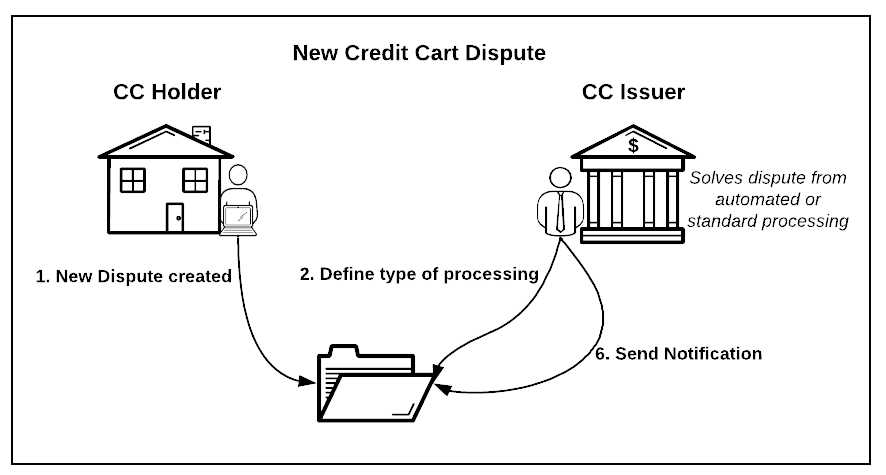 New Credit Cart Dispute
CC Holder
CC Issuer
$
Solves dispute from
automated or
standard processing
1. New Dispute created
2. Define type of processing
6. Send Notification